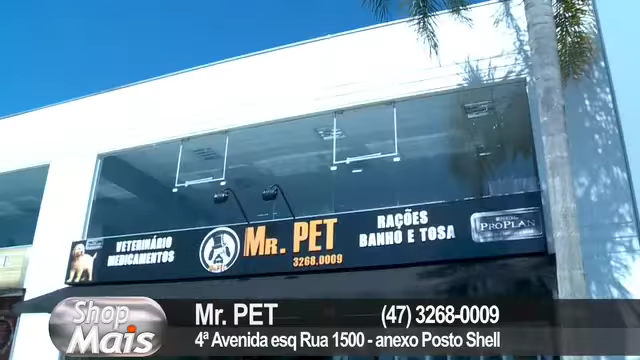 VETERINÁRIO
MEDICAMENTOS
MR. PET
3268.0009
RAÇÕES
BANHO E TOSA
PROPLAN
Shop
Mais
Mr. PET (47) 3268-0009
4ª Avenida esq Rua 1500 - anexo Posto Shell